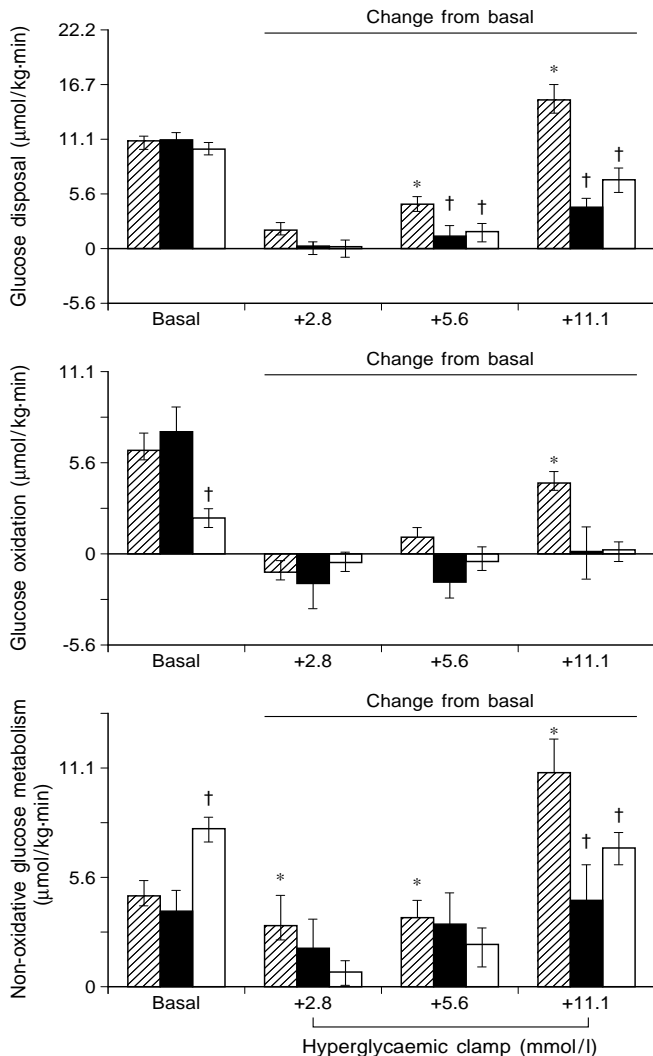 Change from basal
22.2
16.7
11.1
5.6
0
-5.6
Glucose disposal (µmol/kg·min)
* † † * † †
Basal +2.8 +5.6 +11.1
Change from basal
11.1
5.6
0
-5.6
Glucose oxidation (µmol/kg·min)
† *
Basal +2.8 +5.6 +11.1
Change from basal
11.1
5.6
0
Non-oxidative glucose metabolism
(µmol/kg·min)
† * * * † †
Basal +2.8 +5.6 +11.1
Hyperglycaemic clamp (mmol/l)